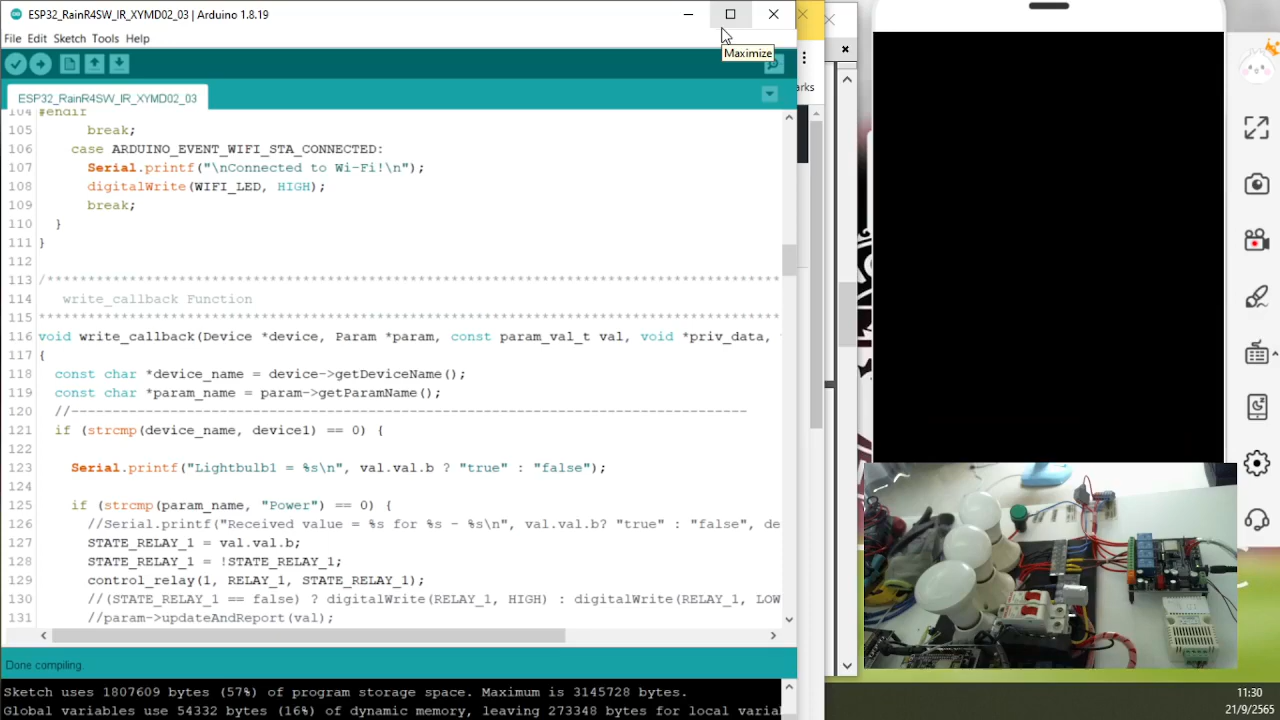 ESP32_RainR4SW_IR_XYMD02_03 | Arduino 1.8.19
File Edit Sketch Tools Help
Maximize
ESP32_RainR4SW_IR_XYMD02_03
arks
104 #endif
105 break;
106 case ARDUINO_EVENT_WIFI_STA_CONNECTED:
107 Serial.printf("\nConnected to Wi-Fi!\n");
108 digitalWrite(WIFI_LED, HIGH);
109 break;
110 }
111 }
112
113 /*******************************************************************************************
114 write_callback Function
115 *******************************************************************************************
116 void write_callback(Device *device, Param *param, const param_val_t val, void *priv_data,
117 {
118 const char *device_name = device->getDeviceName();
119 const char *param_name = param->getParamName();
120 //----------------------------------------------------------------------------------
121 if (strcmp(device_name, device1) == 0) {
122
123 Serial.printf("Lightbulb1 = %s\n", val.val.b ? "true" : "false");
124
125 if (strcmp(param_name, "Power") == 0) {
126 //Serial.printf("Received value = %s for %s - %s\n", val.val.b? "true" : "false", de
127 STATE_RELAY_1 = val.val.b;
128 STATE_RELAY_1 = !STATE_RELAY_1;
129 control_relay(1, RELAY_1, STATE_RELAY_1);
130 //(STATE_RELAY_1 == false) ? digitalWrite(RELAY_1, HIGH) : digitalWrite(RELAY_1, LOW
131 //param->updateAndReport(val);
Done compiling.
Sketch uses 1807609 bytes (57%) of program storage space. Maximum is 3145728 bytes.
Global variables use 54332 bytes (16%) of dynamic memory, leaving 273348 bytes for local varia
11:30
21/9/2565